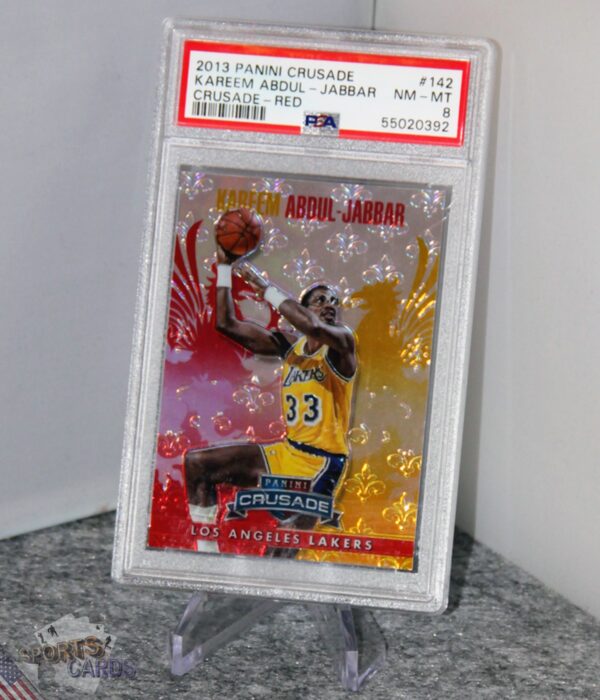 2013 PANINI CRUSADE #142
KAREEM ABDUL-JABBAR NM-MT
CRUSADE-RED 8
PSA 55020392
KAREEM ABDUL-JABBAR
LAKERS
33
PANINI
CRUSADE
LOS ANGELES LAKERS
SPORTS
CARDS